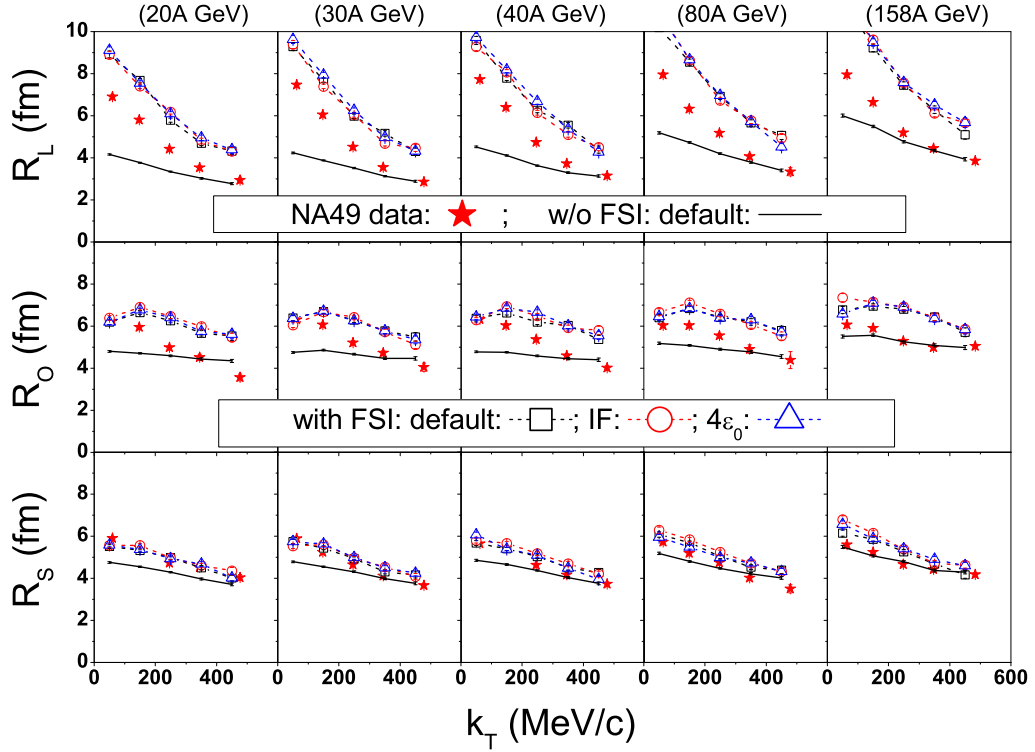 (20A GeV) (30A GeV) (40A GeV) (80A GeV) (158A GeV)
10
8
6
4
2
0
R_L (fm)
NA49 data: ★ ; w/o FSI: default:
8
6
4
2
0
R_O (fm)
with FSI: default: ; IF: ; 4ε_0:
8
6
4
2
0
R_S (fm)
0 200 400 0 200 400 0 200 400 0 200 400 0 200 400 600
k_T (MeV/c)